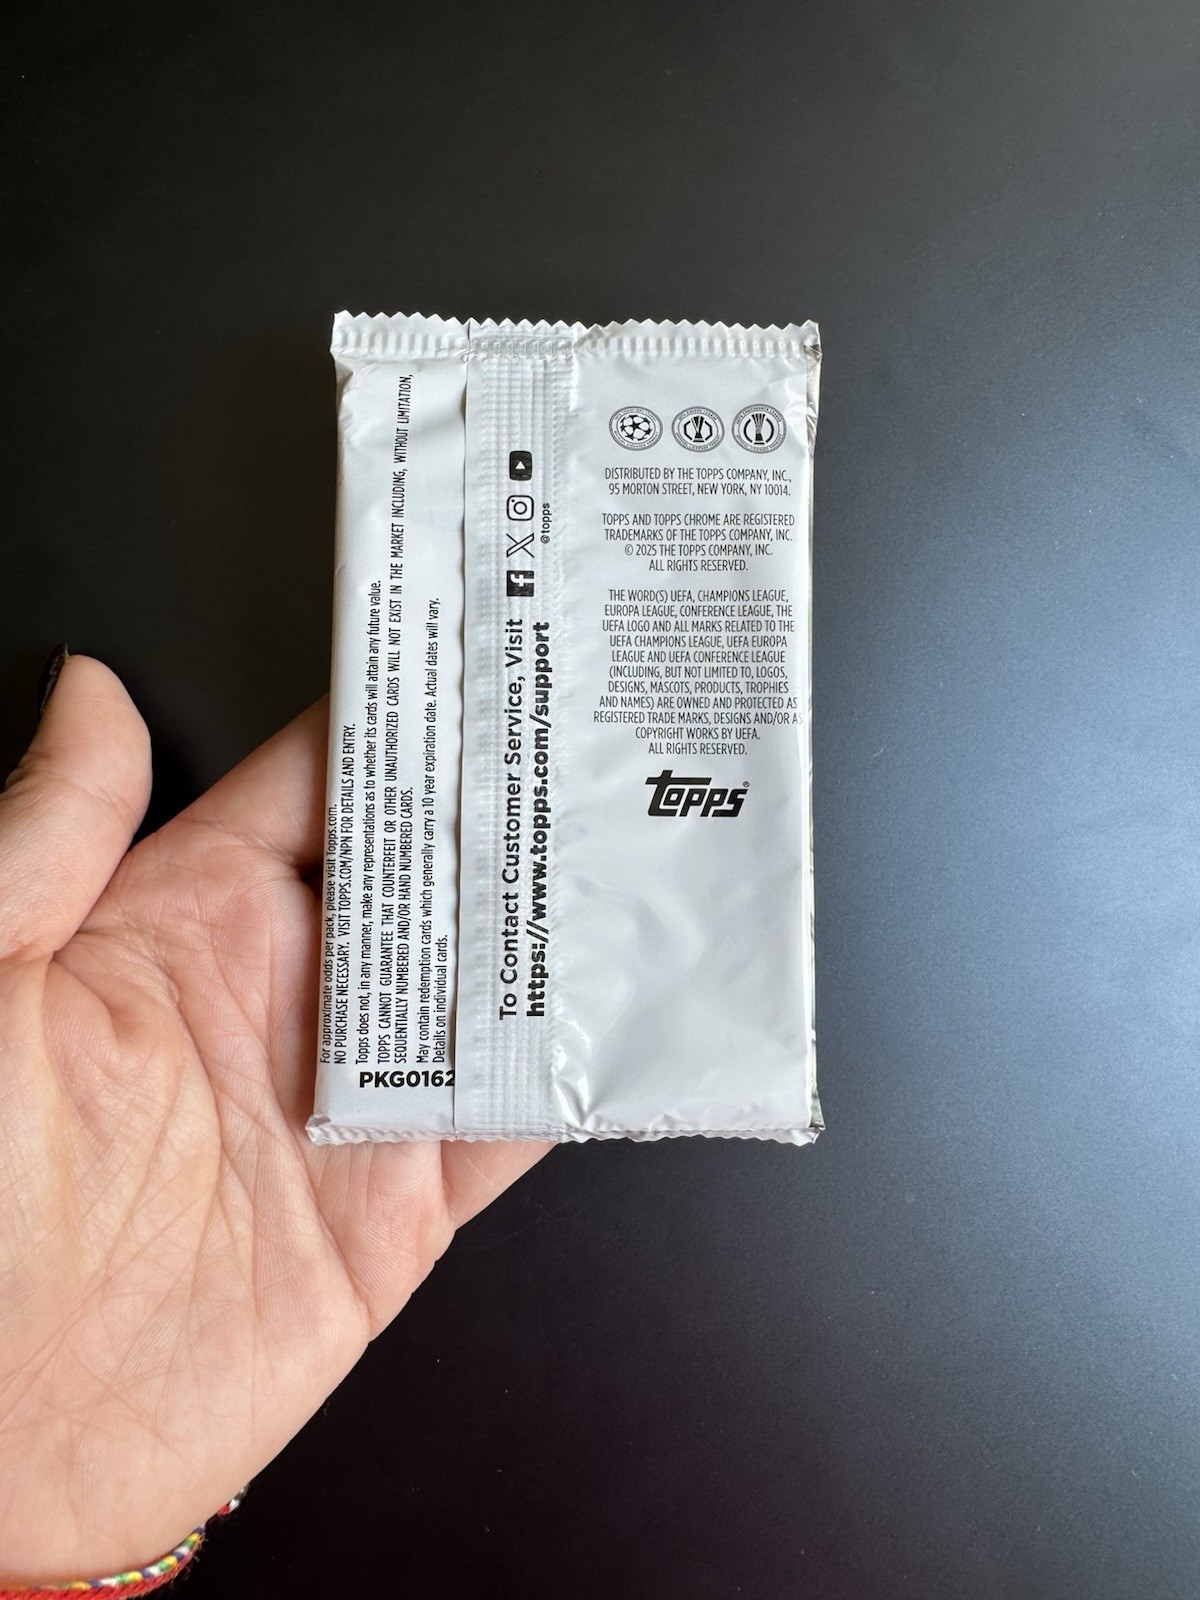 For approximate odds per pack, please visit Topps.com.
NO PURCHASE NECESSARY. VISIT TOPPS.COM/NPN FOR DETAILS AND ENTRY.
Topps does not, in any manner, make any representations as to whether its cards will attain any future value.
TOPPS CANNOT GUARANTEE THAT COUNTERFEIT OR OTHER UNAUTHORIZED CARDS WILL NOT EXIST IN THE MARKET INCLUDING, WITHOUT LIMITATION,
SEQUENTIALLY NUMBERED AND/OR HAND NUMBERED CARDS.
May contain redemption cards which generally carry a 10 year expiration date. Actual dates will vary.
Details on individual cards.
PKG0162
To Contact Customer Service, Visit
https://www.topps.com/support
@topps
DISTRIBUTED BY THE TOPPS COMPANY, INC.,
95 MORTON STREET, NEW YORK, NY 10014.
TOPPS AND TOPPS CHROME ARE REGISTERED
TRADEMARKS OF THE TOPPS COMPANY, INC.
© 2025 THE TOPPS COMPANY, INC.
ALL RIGHTS RESERVED.
THE WORD(S) UEFA, CHAMPIONS LEAGUE,
EUROPA LEAGUE, CONFERENCE LEAGUE, THE
UEFA LOGO AND ALL MARKS RELATED TO THE
UEFA CHAMPIONS LEAGUE, UEFA EUROPA
LEAGUE AND UEFA CONFERENCE LEAGUE
(INCLUDING, BUT NOT LIMITED TO, LOGOS,
DESIGNS, MASCOTS, PRODUCTS, TROPHIES
AND NAMES) ARE OWNED AND PROTECTED AS
REGISTERED TRADE MARKS, DESIGNS AND/OR AS
COPYRIGHT WORKS BY UEFA.
ALL RIGHTS RESERVED.
topps®